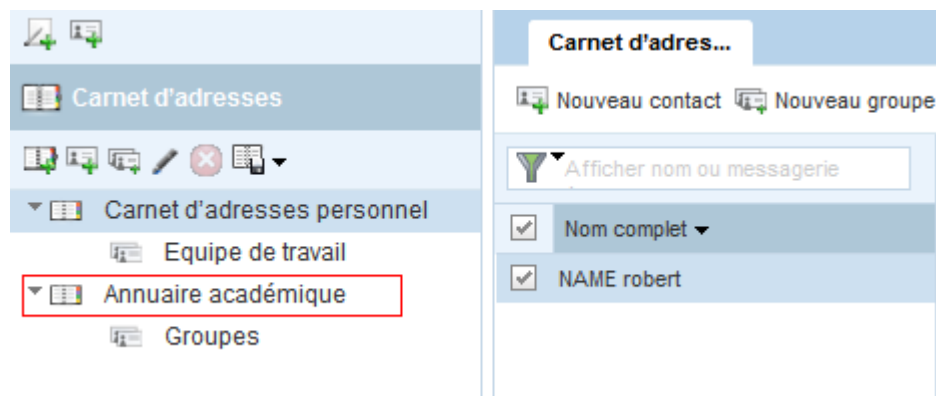 Carnet d'adresses
Carnet d'adresses personnel
Equipe de travail
Annuaire académique
Groupes
Carnet d'adres...
Nouveau contact Nouveau groupe
Afficher nom ou messagerie
Nom complet
NAME robert